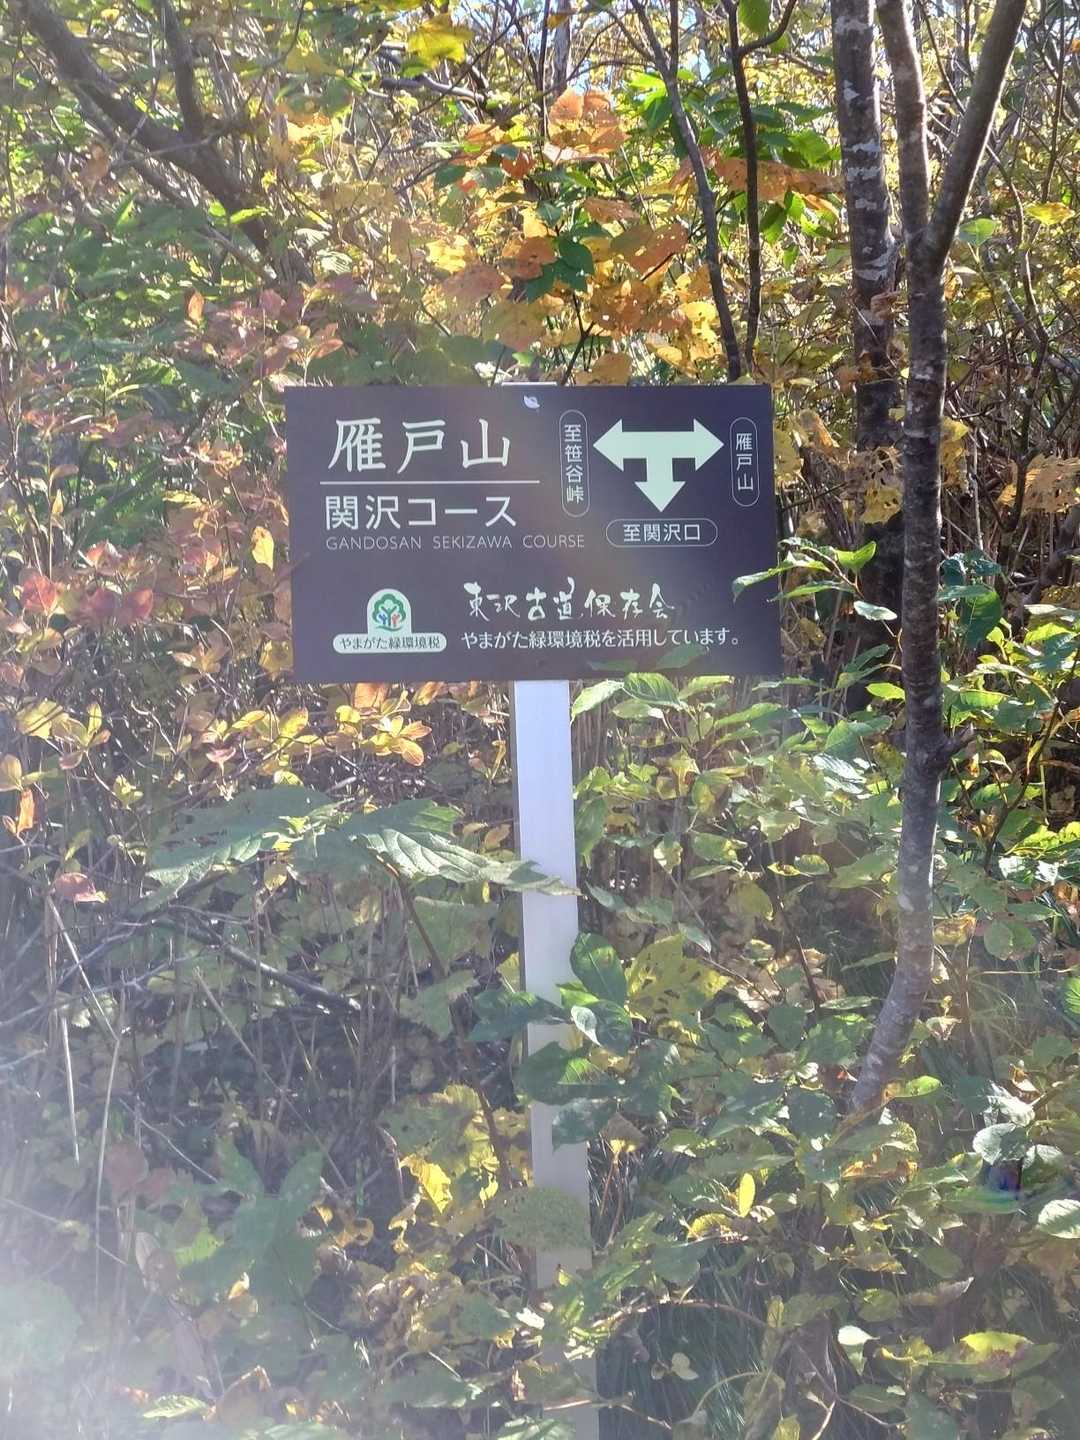 雁戸山
関沢コース
GANDOSAN SEKIZAWA COURSE
至笹谷峠
雁戸山
至関沢口
やまがた緑環境税
東沢古道保存会
やまがた緑環境税を活用しています。